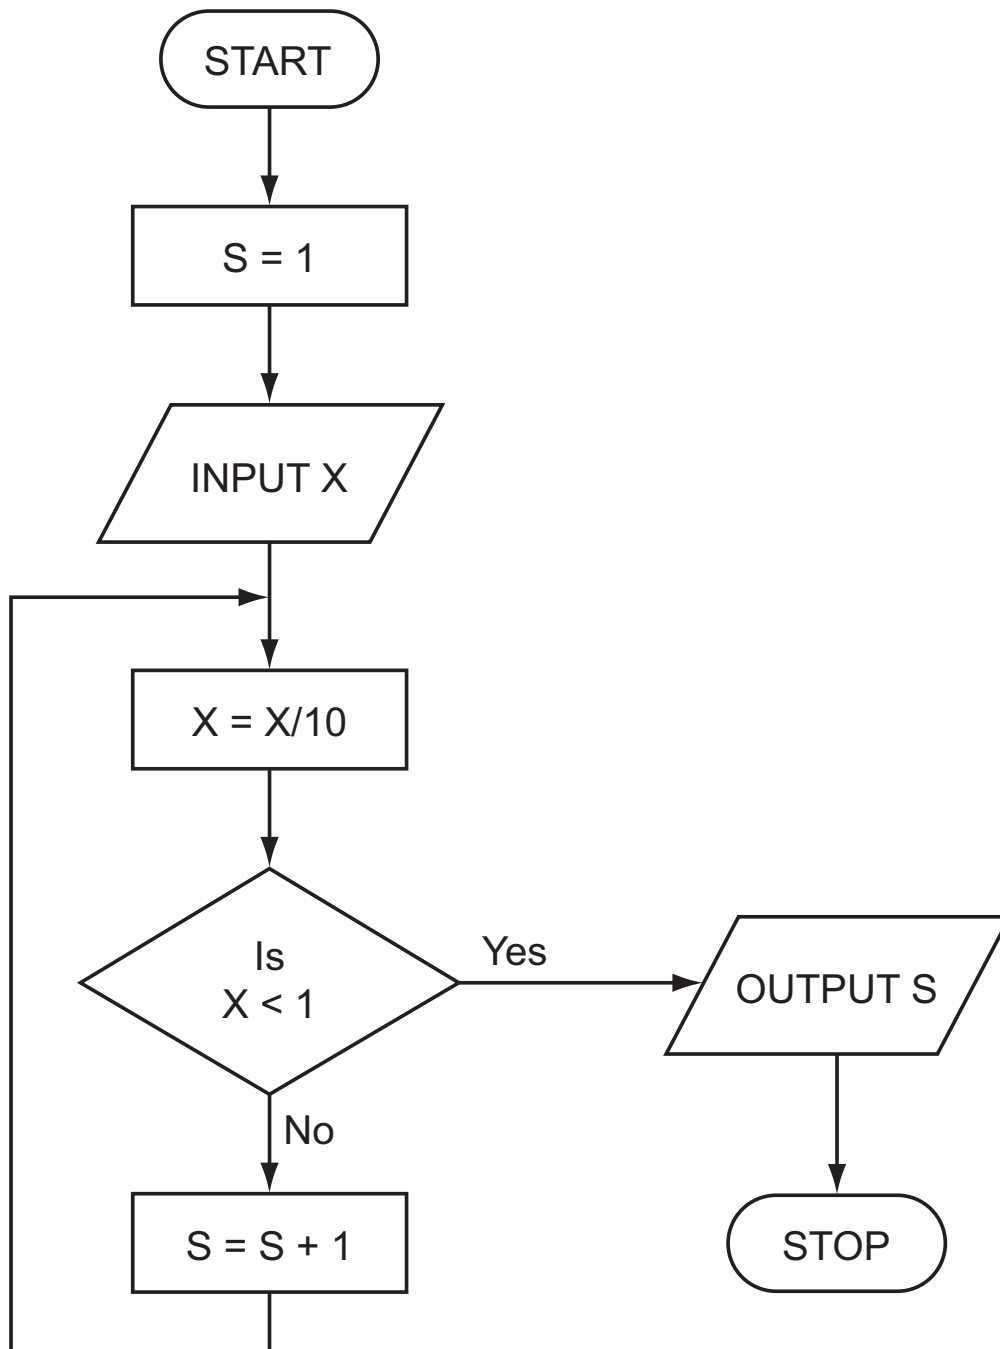 START
S = 1
INPUT X
X = X/10
Is
X < 1
Yes
OUTPUT S
No
S = S + 1
STOP